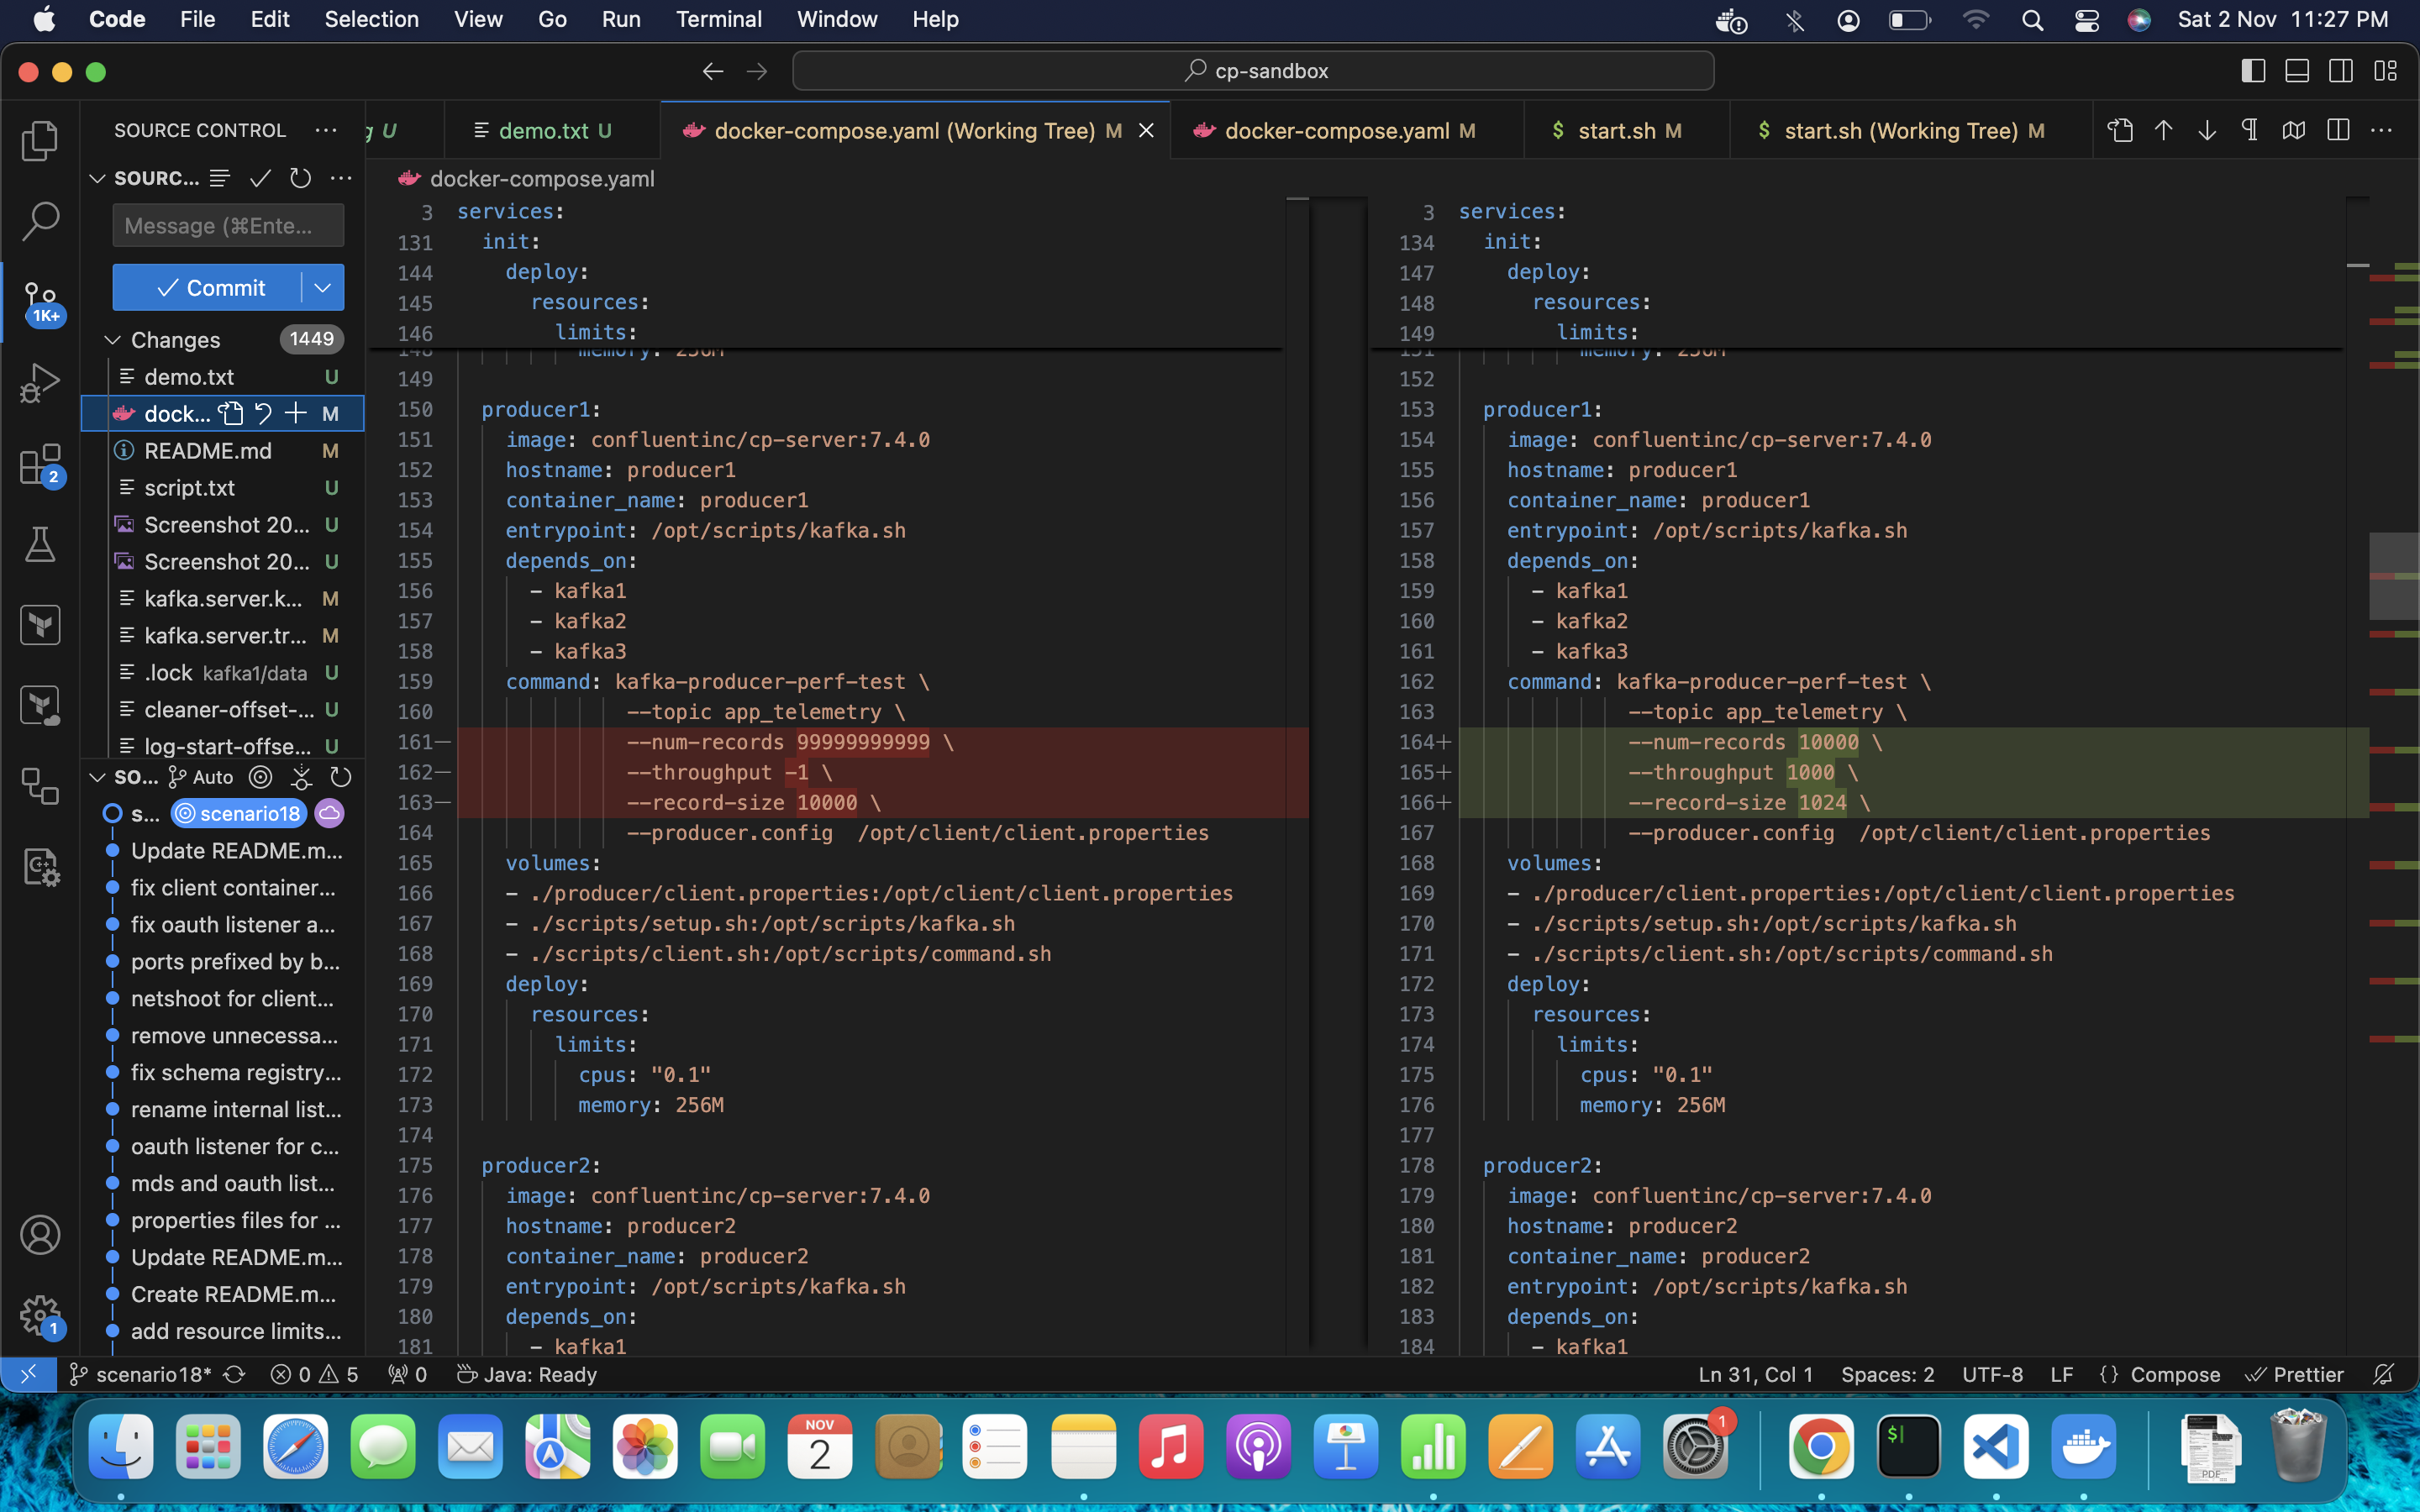 Code File Edit Selection View Go Run Terminal Window Help Sat 2 Nov 11:27 PM
cp-sandbox
SOURCE CONTROL ...
g U
demo.txt U
docker-compose.yaml (Working Tree) M
docker-compose.yaml M
$ start.sh M
$ start.sh (Working Tree) M
SOURC...
Message (⌘Ente...
Commit
Changes 1449
demo.txt U
dock... M
README.md M
script.txt U
Screenshot 20... U
Screenshot 20... U
kafka.server.k... M
kafka.server.tr... M
.lock kafka1/data U
cleaner-offset-... U
log-start-offse... U
1K+
2
1
SO... Auto
s... scenario18
Update README.m...
fix client container...
fix oauth listener a...
ports prefixed by b...
netshoot for client...
remove unnecessa...
fix schema registry...
rename internal list...
oauth listener for c...
mds and oauth list...
properties files for ...
Update README.m...
Create README.m...
add resource limits...
docker-compose.yaml
3 services:
131 init:
144 deploy:
145 resources:
146 limits:
148 memory: 256M
149
150 producer1:
151 image: confluentinc/cp-server:7.4.0
152 hostname: producer1
153 container_name: producer1
154 entrypoint: /opt/scripts/kafka.sh
155 depends_on:
156 - kafka1
157 - kafka2
158 - kafka3
159 command: kafka-producer-perf-test \
160 --topic app_telemetry \
161— --num-records 99999999999 \
162— --throughput -1 \
163— --record-size 10000 \
164 --producer.config  /opt/client/client.properties
165 volumes:
166 - ./producer/client.properties:/opt/client/client.properties
167 - ./scripts/setup.sh:/opt/scripts/kafka.sh
168 - ./scripts/client.sh:/opt/scripts/command.sh
169 deploy:
170 resources:
171 limits:
172 cpus: "0.1"
173 memory: 256M
174
175 producer2:
176 image: confluentinc/cp-server:7.4.0
177 hostname: producer2
178 container_name: producer2
179 entrypoint: /opt/scripts/kafka.sh
180 depends_on:
181 - kafka1
3 services:
134 init:
147 deploy:
148 resources:
149 limits:
151 memory: 256M
152
153 producer1:
154 image: confluentinc/cp-server:7.4.0
155 hostname: producer1
156 container_name: producer1
157 entrypoint: /opt/scripts/kafka.sh
158 depends_on:
159 - kafka1
160 - kafka2
161 - kafka3
162 command: kafka-producer-perf-test \
163 --topic app_telemetry \
164+ --num-records 10000 \
165+ --throughput 1000 \
166+ --record-size 1024 \
167 --producer.config  /opt/client/client.properties
168 volumes:
169 - ./producer/client.properties:/opt/client/client.properties
170 - ./scripts/setup.sh:/opt/scripts/kafka.sh
171 - ./scripts/client.sh:/opt/scripts/command.sh
172 deploy:
173 resources:
174 limits:
175 cpus: "0.1"
176 memory: 256M
177
178 producer2:
179 image: confluentinc/cp-server:7.4.0
180 hostname: producer2
181 container_name: producer2
182 entrypoint: /opt/scripts/kafka.sh
183 depends_on:
184 - kafka1
scenario18* 0 5 0 Java: Ready Ln 31, Col 1 Spaces: 2 UTF-8 LF {} Compose Prettier
NOV
2
1
$
PDF